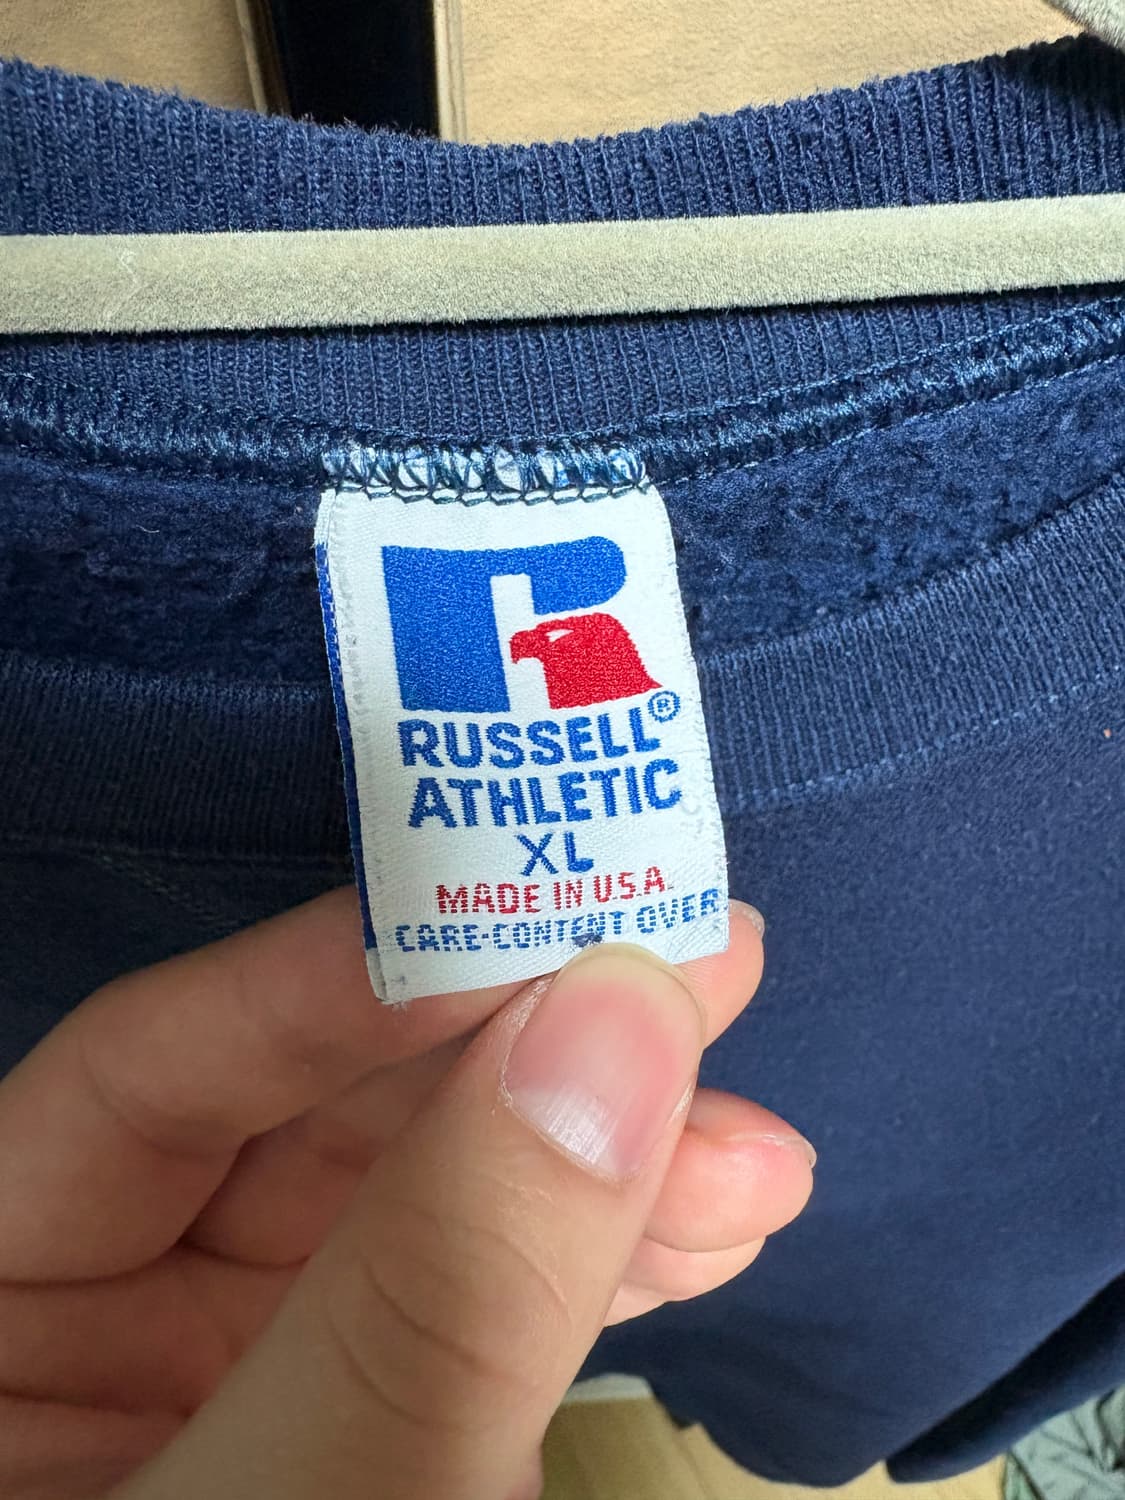 RUSSELL®
ATHLETIC
XL
MADE IN U.S.A.
CARE-CONTENT OVER